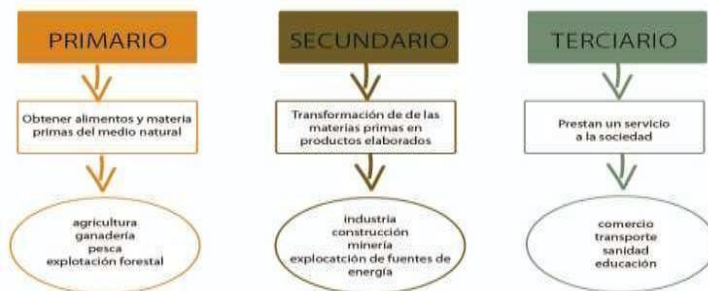 PRIMARIO
Obtener alimentos y materia
primas del medio natural
agricultura
ganadería
pesca
explotación forestal
SECUNDARIO
Transformación de de las
materias primas en
productos elaborados
industria
construcción
minería
explocatción de fuentes de
energía
TERCIARIO
Prestan un servicio
a la sociedad
comercio
transporte
sanidad
educación